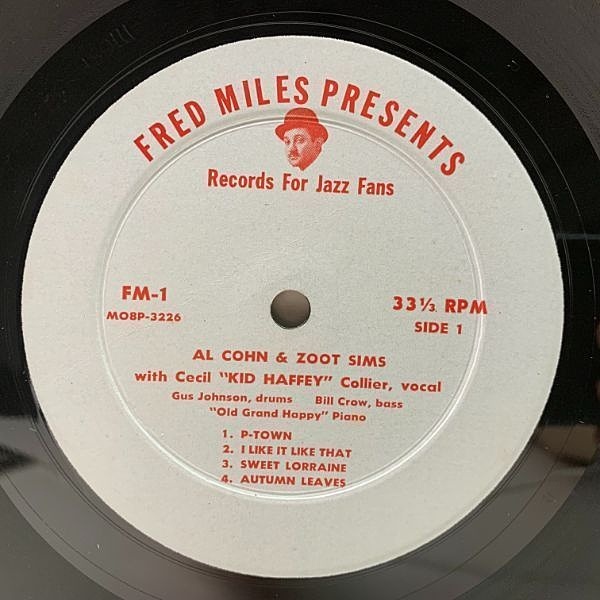 FRED MILES PRESENTS
Records For Jazz Fans
FM-1
MO8P-3226
33⅓ RPM
SIDE 1
AL COHN & ZOOT SIMS
with Cecil "KID HAFFEY" Collier, vocal
Gus Johnson, drums Bill Crow, bass
"Old Grand Happy" Piano
1. P-TOWN
2. I LIKE IT LIKE THAT
3. SWEET LORRAINE
4. AUTUMN LEAVES